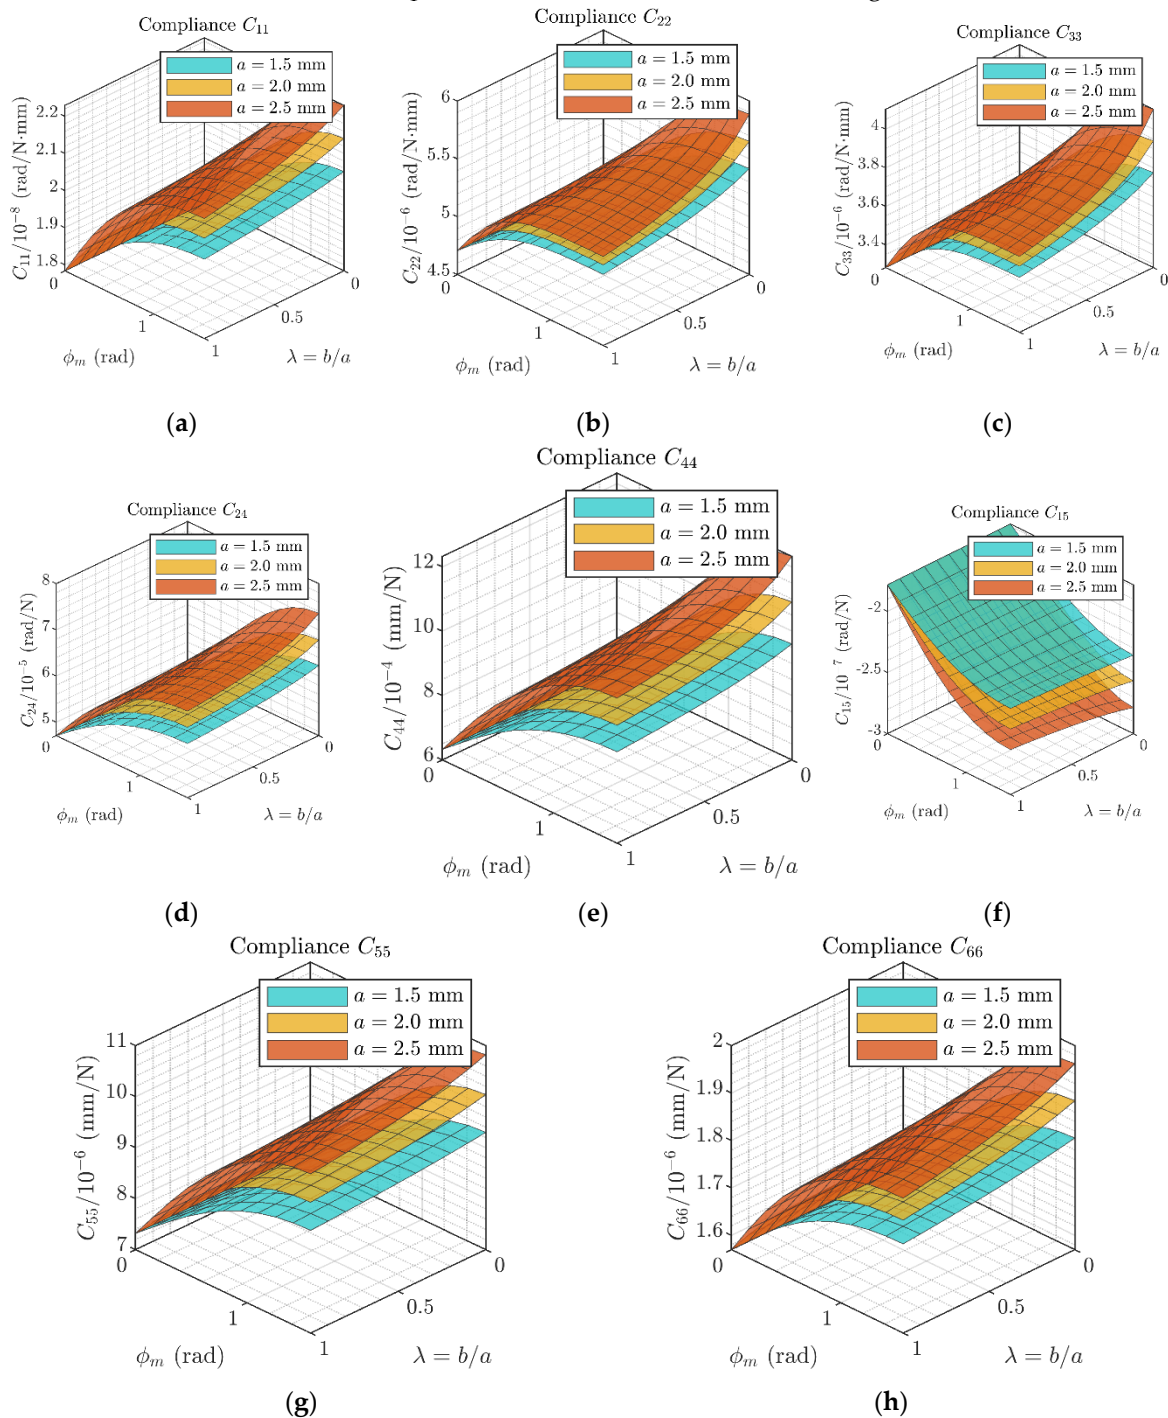 Compliance C11
a = 1.5 mm
a = 2.0 mm
a = 2.5 mm
C11/10−8 (rad/N·mm)
2.2
2.1
2
1.9
1.8
0
1
ϕm (rad)
1
0.5
0
λ = b/a
(a)
Compliance C22
a = 1.5 mm
a = 2.0 mm
a = 2.5 mm
C22/10−6 (rad/N·mm)
6
5.5
5
4.5
0
1
ϕm (rad)
1
0.5
0
λ = b/a
(b)
Compliance C33
a = 1.5 mm
a = 2.0 mm
a = 2.5 mm
C33/10−6 (rad/N·mm)
4
3.8
3.6
3.4
0
1
ϕm (rad)
1
0.5
0
λ = b/a
(c)
Compliance C24
a = 1.5 mm
a = 2.0 mm
a = 2.5 mm
C24/10−5 (rad/N)
8
7
6
5
0
1
ϕm (rad)
1
0.5
0
λ = b/a
(d)
Compliance C44
a = 1.5 mm
a = 2.0 mm
a = 2.5 mm
C44/10−4 (mm/N)
12
10
8
6
0
1
ϕm (rad)
1
0.5
0
λ = b/a
(e)
Compliance C15
a = 1.5 mm
a = 2.0 mm
a = 2.5 mm
C15/10−7 (rad/N)
-2
-2.5
-3
0
1
ϕm (rad)
1
0.5
0
λ = b/a
(f)
Compliance C55
a = 1.5 mm
a = 2.0 mm
a = 2.5 mm
C55/10−6 (mm/N)
11
10
9
8
7
0
1
ϕm (rad)
1
0.5
0
λ = b/a
(g)
Compliance C66
a = 1.5 mm
a = 2.0 mm
a = 2.5 mm
C66/10−6 (mm/N)
2
1.9
1.8
1.7
1.6
0
1
ϕm (rad)
1
0.5
0
λ = b/a
(h)